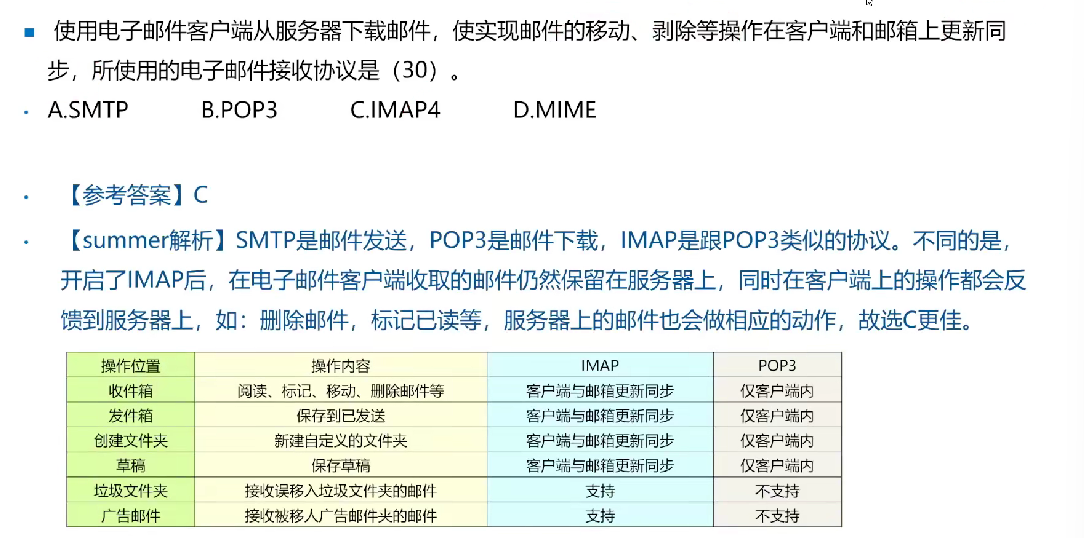 使用电子邮件客户端从服务器下载邮件，使实现邮件的移动、剥除等操作在客户端和邮箱上更新同
步，所使用的电子邮件接收协议是（30）。
A.SMTP B.POP3 C.IMAP4 D.MIME
【参考答案】C
【summer解析】SMTP是邮件发送，POP3是邮件下载，IMAP是跟POP3类似的协议。不同的是，
开启了IMAP后，在电子邮件客户端收取的邮件仍然保留在服务器上，同时在客户端上的操作都会反
馈到服务器上，如：删除邮件，标记已读等，服务器上的邮件也会做相应的动作，故选C更佳。
操作位置 操作内容 IMAP POP3
收件箱 阅读、标记、移动、删除邮件等 客户端与邮箱更新同步 仅客户端内
发件箱 保存到已发送 客户端与邮箱更新同步 仅客户端内
创建文件夹 新建自定义的文件夹 客户端与邮箱更新同步 仅客户端内
草稿 保存草稿 客户端与邮箱更新同步 仅客户端内
垃圾文件夹 接收误移入垃圾文件夹的邮件 支持 不支持
广告邮件 接收被移入广告邮件夹的邮件 支持 不支持